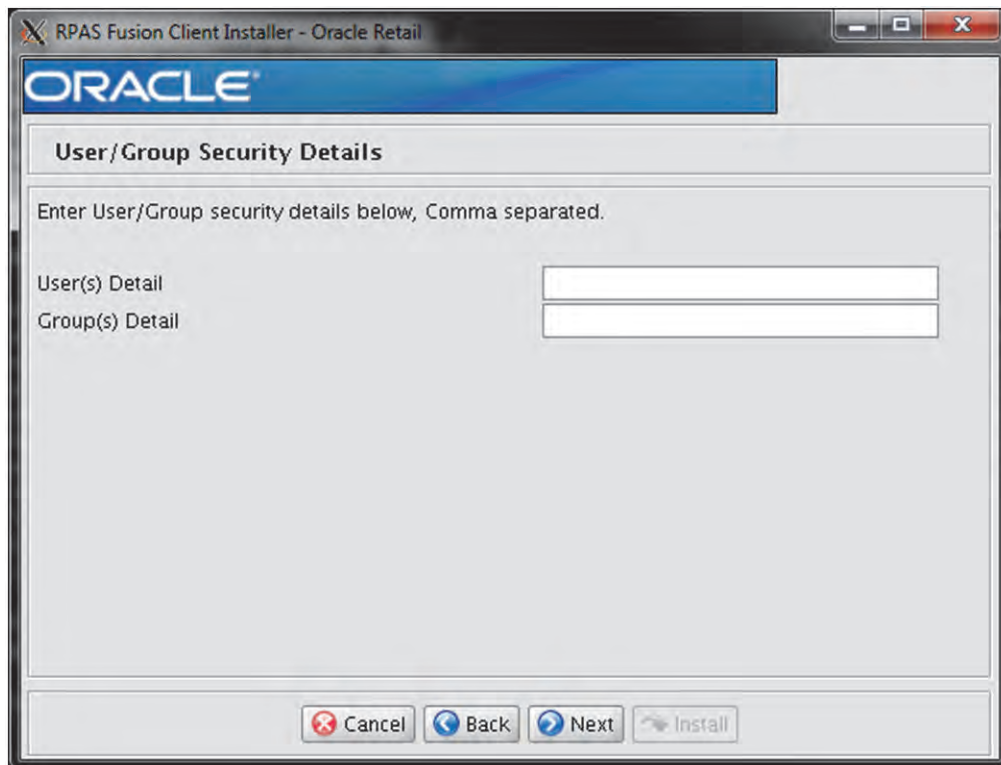 RPAS Fusion Client Installer - Oracle Retail
ORACLE®
User/Group Security Details
Enter User/Group security details below, Comma separated.
User(s) Detail
Group(s) Detail
Cancel Back Next Install